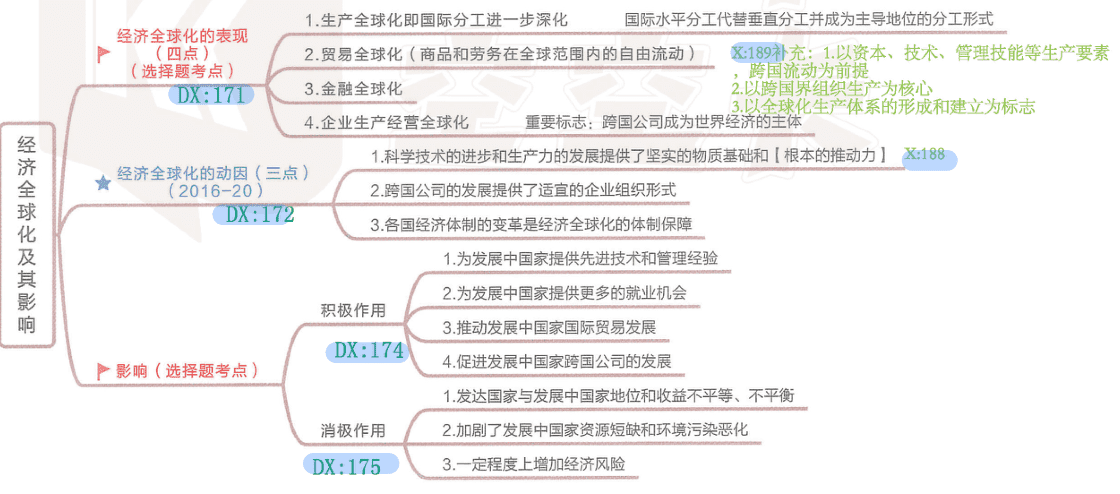 经济全球化及其影响
经济全球化的表现
（四点）
（选择题考点）
DX:171
1.生产全球化即国际分工进一步深化
国际水平分工代替垂直分工并成为主导地位的分工形式
2.贸易全球化（商品和劳务在全球范围内的自由流动）
X:189补充：1.以资本、技术、管理技能等生产要素
，跨国流动为前提
2.以跨国界组织生产为核心
3.以全球化生产体系的形成和建立为标志
3.金融全球化
4.企业生产经营全球化
重要标志：跨国公司成为世界经济的主体
经济全球化的动因（三点）
（2016-20）
DX:172
1.科学技术的进步和生产力的发展提供了坚实的物质基础和【根本的推动力】
X:188
2.跨国公司的发展提供了适宜的企业组织形式
3.各国经济体制的变革是经济全球化的体制保障
影响（选择题考点）
积极作用
DX:174
1.为发展中国家提供先进技术和管理经验
2.为发展中国家提供更多的就业机会
3.推动发展中国家国际贸易发展
4.促进发展中国家跨国公司的发展
消极作用
DX:175
1.发达国家与发展中国家地位和收益不平等、不平衡
2.加剧了发展中国家资源短缺和环境污染恶化
3.一定程度上增加经济风险